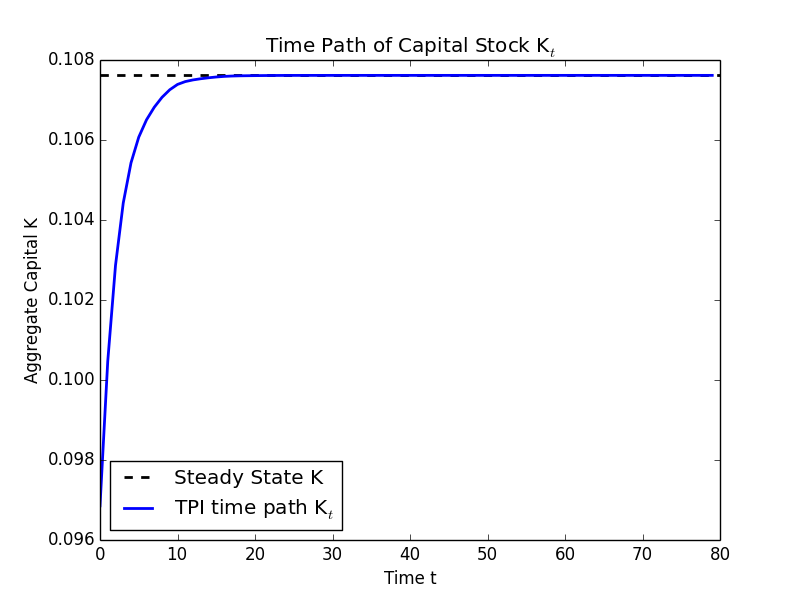 Time Path of Capital Stock K_t
0.108
0.106
0.104
0.102
0.100
0.098
0.096
Aggregate Capital K
Steady State K
TPI time path K_t
0 10 20 30 40 50 60 70 80
Time t